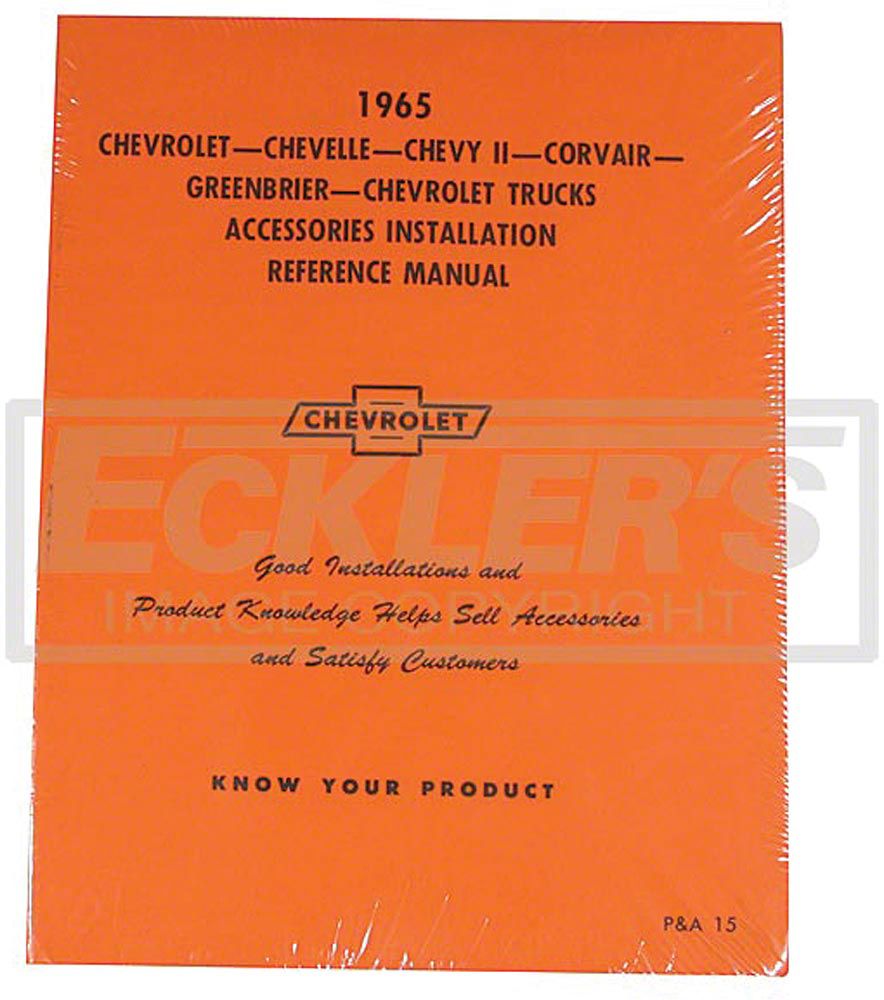 1965
CHEVROLET—CHEVELLE—CHEVY II—CORVAIR—
GREENBRIER—CHEVROLET TRUCKS
ACCESSORIES INSTALLATION
REFERENCE MANUAL
CHEVROLET
ECKLER'S
Good Installations and
Product Knowledge Helps Sell Accessories
IMAGE COPYRIGHT
and Satisfy Customers
KNOW YOUR PRODUCT
P&A 15